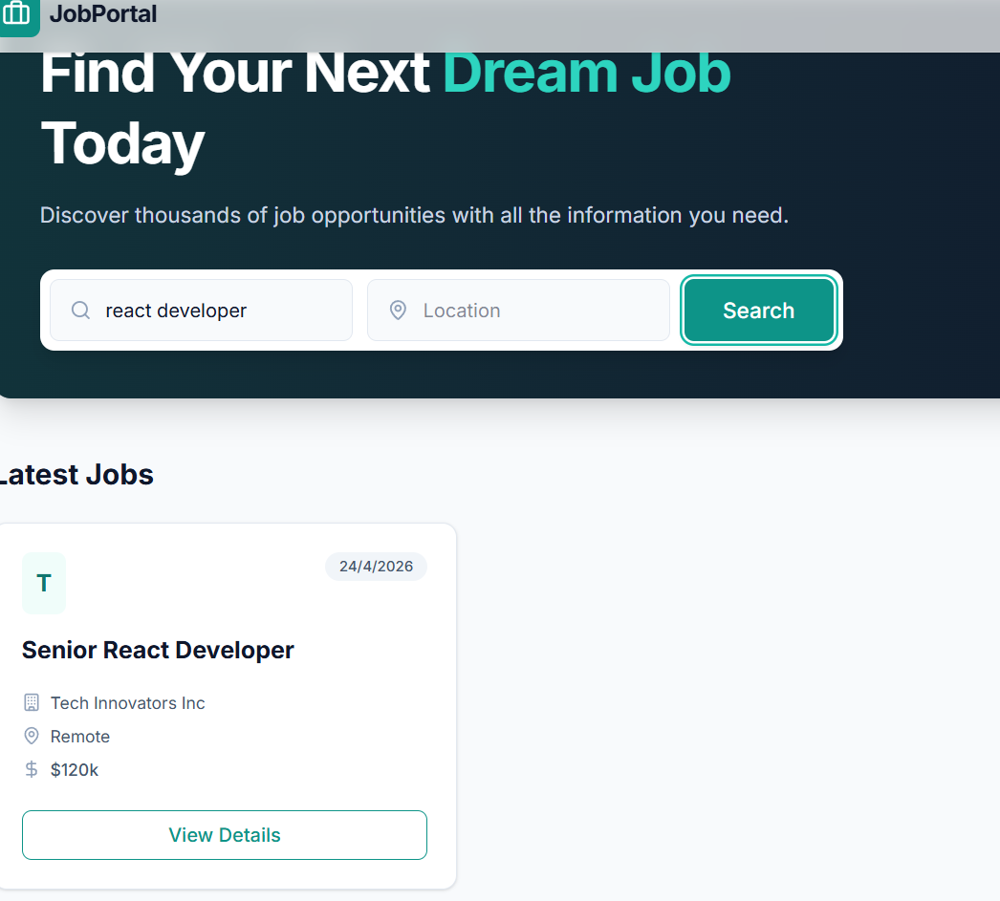 JobPortal
Find Your Next Dream Job
Today
Discover thousands of job opportunities with all the information you need.
react developer
Location
Search
Latest Jobs
T
24/4/2026
Senior React Developer
Tech Innovators Inc
Remote
$120k
View Details